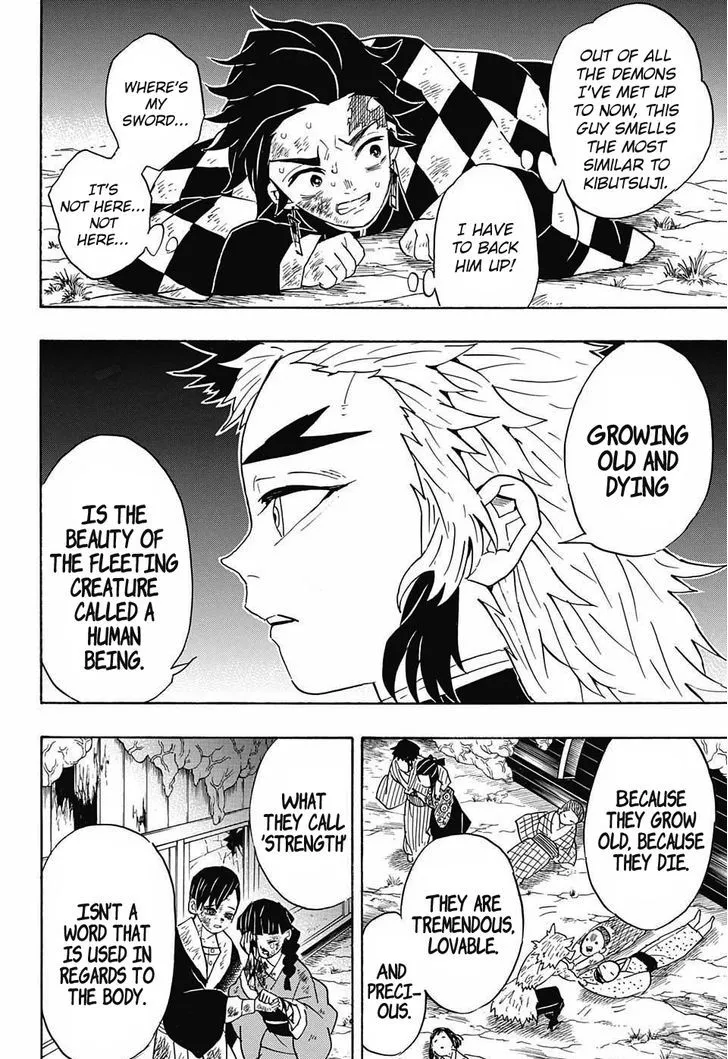 OUT OF ALL
THE DEMONS
I'VE MET UP
TO NOW, THIS
GUY SMELLS
THE MOST
SIMILAR TO
KIBUTSUJI.
I HAVE
TO BACK
HIM UP!
WHERE'S
MY
SWORD...
IT'S
NOT HERE...
NOT
HERE...
GROWING
OLD AND
DYING
IS THE
BEAUTY OF
THE FLEETING
CREATURE
CALLED A
HUMAN
BEING.
BECAUSE
THEY GROW
OLD, BECAUSE
THEY DIE.
THEY ARE
TREMENDOUS,
LOVABLE.
AND
PRECI-
OUS.
WHAT
THEY CALL
'STRENGTH'
ISN'T A
WORD THAT
IS USED IN
REGARDS TO
THE BODY.